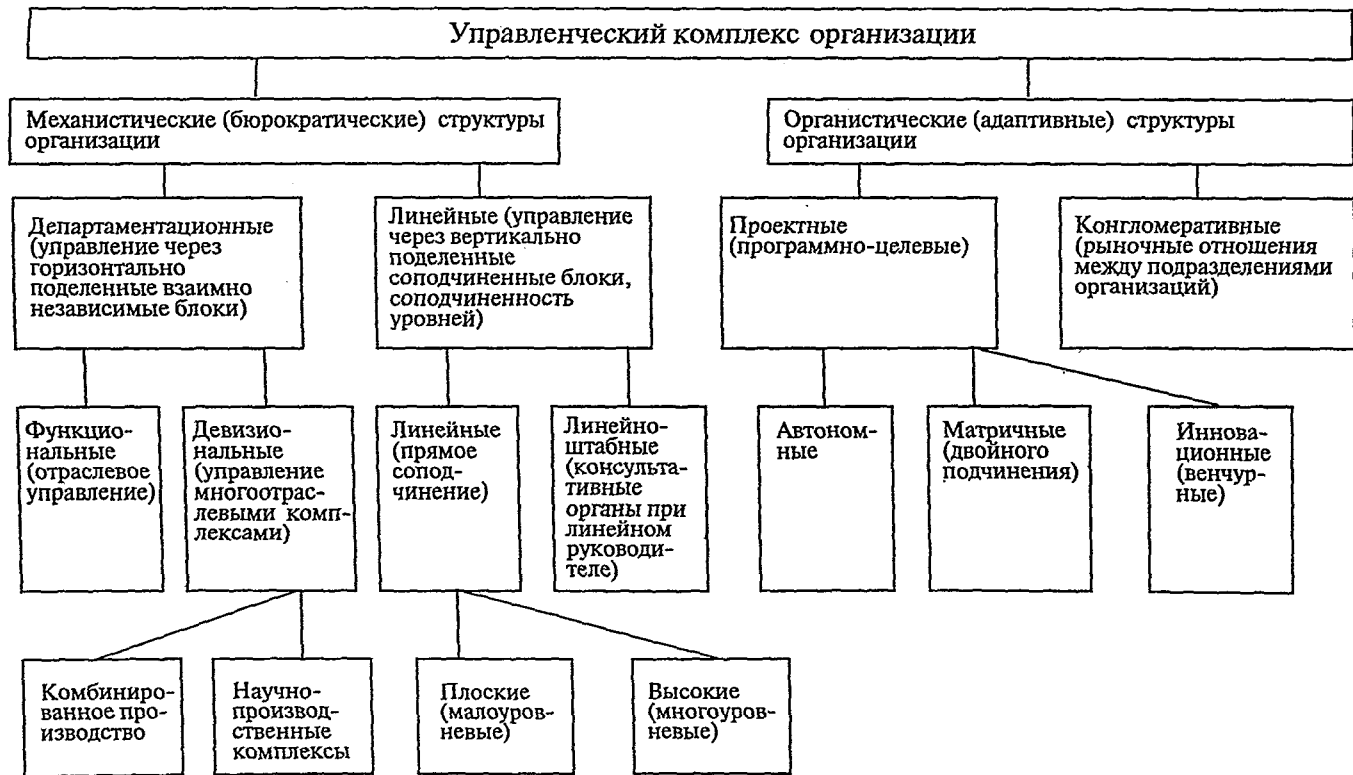 Управленческий комплекс организации
Механистические (бюрократические) структуры
организации
Органистические (адаптивные) структуры
организации
Департаментационные
(управление через
горизонтально
поделенные взаимно
независимые блоки)
Линейные (управление
через вертикально
поделенные
соподчиненные блоки,
соподчиненность
уровней)
Проектные
(программно-целевые)
Конгломеративные
(рыночные отношения
между подразделениями
организаций)
Функцио-
нальные
(отраслевое
управление)
Девизио-
нальные
(управление
многоотрас-
левыми комп-
лексами)
Линейные
(прямое
сопод-
чинение)
Линейно-
штабные
(консульта-
тивные
органы при
линейном
руководи-
теле)
Автоном-
ные
Матричные
(двойного
подчинения)
Иннова-
ционные
(венчур-
ные)
Комбиниро-
ванное про-
изводство
Научно-
производ-
ственные
комплексы
Плоские
(малоуров-
невые)
Высокие
(многоуров-
невые)